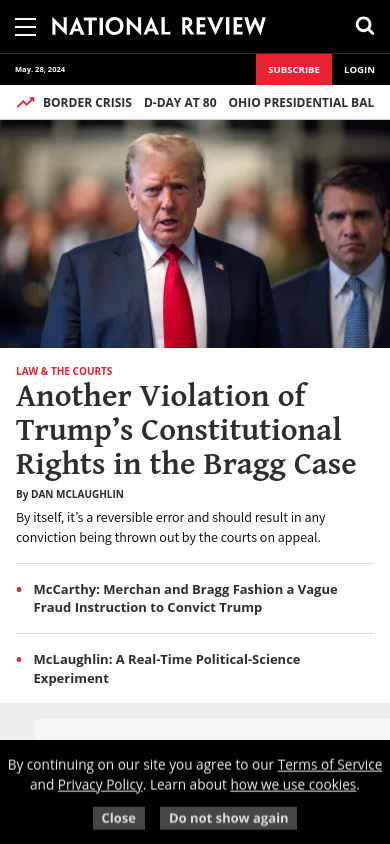 NATIONAL REVIEW
May. 28, 2024
SUBSCRIBE
LOGIN
BORDER CRISIS D-DAY AT 80 OHIO PRESIDENTIAL BAL
LAW & THE COURTS
Another Violation of
Trump’s Constitutional
Rights in the Bragg Case
By DAN MCLAUGHLIN
By itself, it’s a reversible error and should result in any
conviction being thrown out by the courts on appeal.
• McCarthy: Merchan and Bragg Fashion a Vague
Fraud Instruction to Convict Trump
• McLaughlin: A Real-Time Political-Science
Experiment
By continuing on our site you agree to our Terms of Service
and Privacy Policy. Learn about how we use cookies.
Close
Do not show again